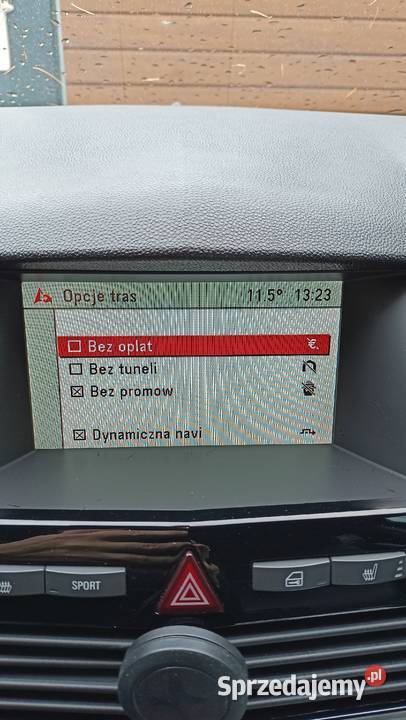 Opcje tras 11.5° 13:23
Bez oplat €
Bez tuneli
Bez promow
Dynamiczna navi
SPORT
Sprzedajemy.pl